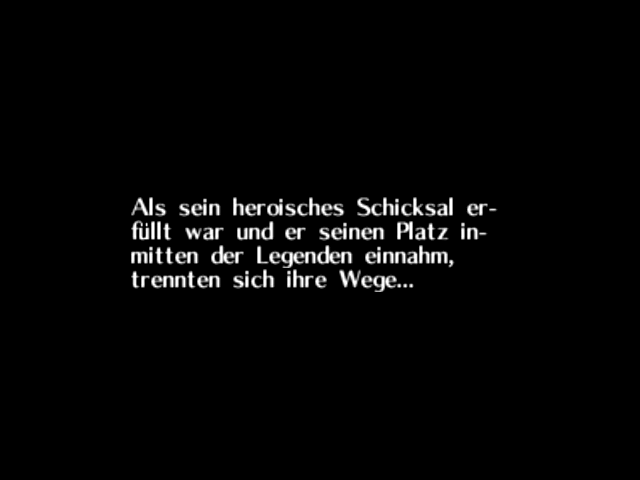 Als sein heroisches Schicksal er-
füllt war und er seinen Platz in-
mitten der Legenden einnahm,
trennten sich ihre Wege...